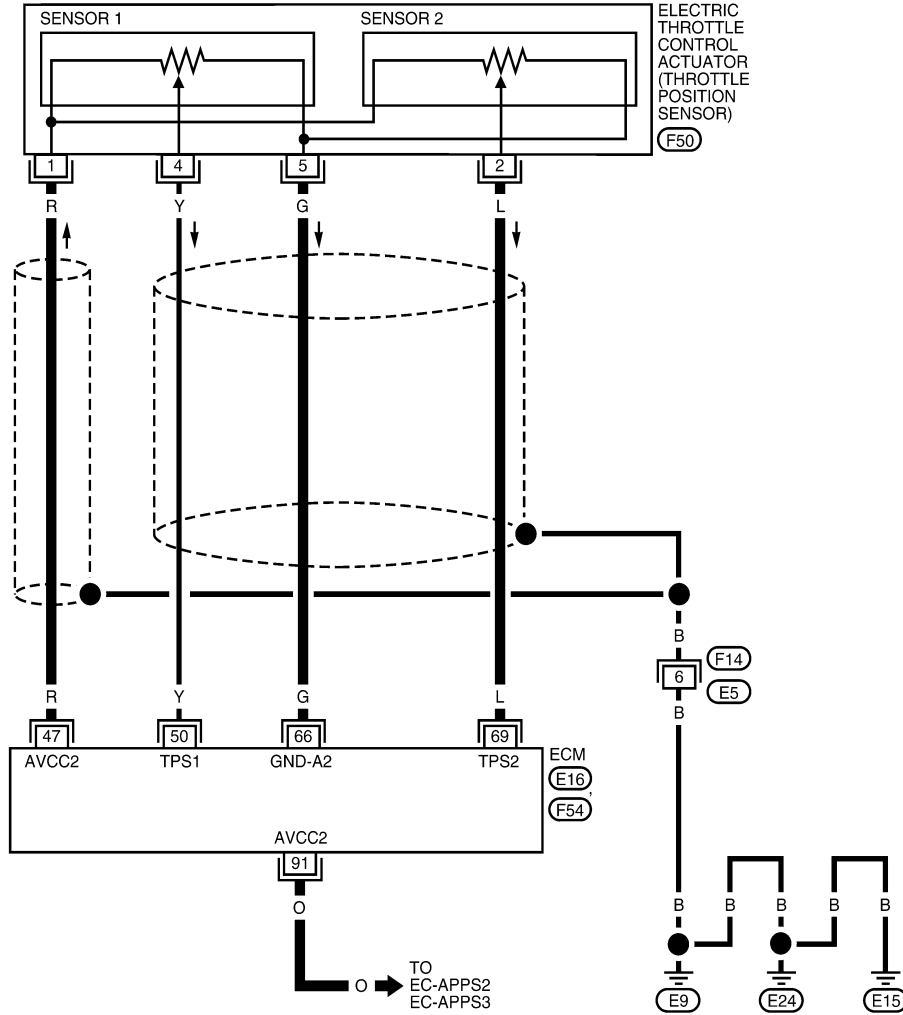 SENSOR 1
SENSOR 2
ELECTRIC
THROTTLE
CONTROL
ACTUATOR
(THROTTLE
POSITION
SENSOR)
F50
1 4 5 2
R Y G L
B
F14
6
E5
B
R Y G L
47 50 66 69
AVCC2 TPS1 GND-A2 TPS2
ECM
E16,
F54
AVCC2
91
O
O
TO
EC-APPS2
EC-APPS3
B B B B B
E9 E24 E15